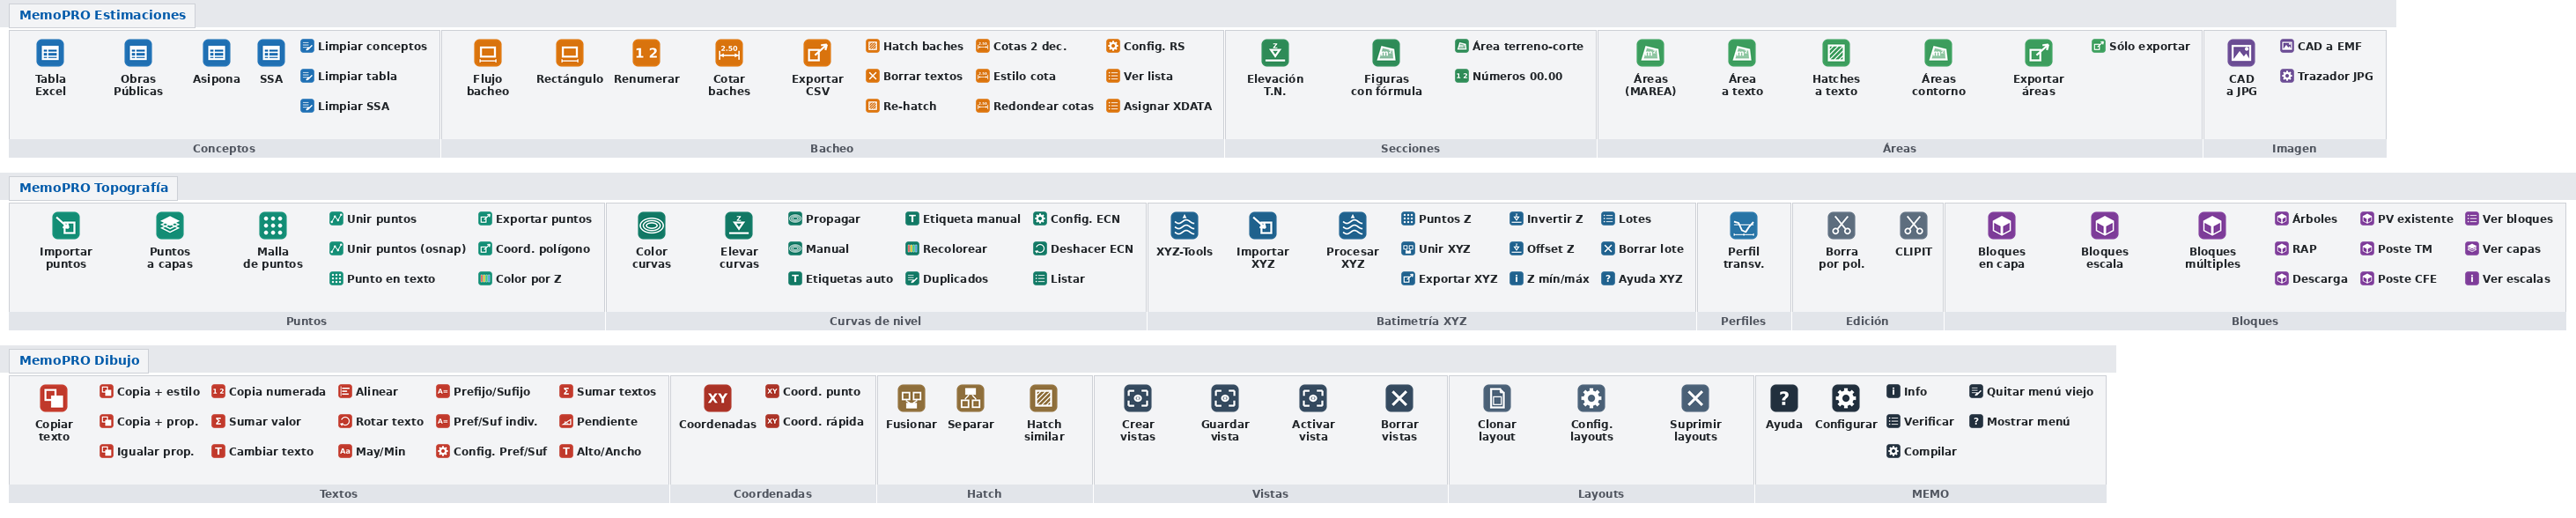 MemoPRO Estimaciones
Tabla Excel
Obras Públicas
Asipona
SSA
Limpiar conceptos
Limpiar tabla
Limpiar SSA
Conceptos
Flujo bacheo
Rectángulo
Renumerar
Cotar baches
Exportar CSV
Hatch baches
Borrar textos
Re-hatch
Cotas 2 dec.
Estilo cota
Redondear cotas
Config. RS
Ver lista
Asignar XDATA
Bacheo
Elevación T.N.
Figuras con fórmula
Área terreno-corte
Números 00.00
Secciones
Áreas (MAREA)
Área a texto
Hatches a texto
Áreas contorno
Exportar áreas
Sólo exportar
Áreas
CAD a JPG
CAD a EMF
Trazador JPG
Imagen
MemoPRO Topografía
Importar puntos
Puntos a capas
Malla de puntos
Unir puntos
Unir puntos (osnap)
Punto en texto
Exportar puntos
Coord. polígono
Color por Z
Puntos
Color curvas
Elevar curvas
Propagar
Manual
Etiquetas auto
Etiqueta manual
Recolorear
Duplicados
Config. ECN
Deshacer ECN
Listar
Curvas de nivel
XYZ-Tools
Importar XYZ
Procesar XYZ
Puntos Z
Unir XYZ
Exportar XYZ
Invertir Z
Offset Z
Z mín/máx
Lotes
Borrar lote
Ayuda XYZ
Batimetría XYZ
Perfil transv.
Perfiles
Borra por pol.
CLIPIT
Edición
Bloques en capa
Bloques escala
Bloques múltiples
Árboles
RAP
Descarga
PV existente
Poste TM
Poste CFE
Ver bloques
Ver capas
Ver escalas
Bloques
MemoPRO Dibujo
Copiar texto
Copia + estilo
Copia + prop.
Igualar prop.
Copia numerada
Sumar valor
Cambiar texto
Alinear
Rotar texto
May/Min
Prefijo/Sufijo
Pref/Suf indiv.
Config. Pref/Suf
Sumar textos
Pendiente
Alto/Ancho
Textos
Coordenadas
Coord. punto
Coord. rápida
Coordenadas
Fusionar
Separar
Hatch similar
Hatch
Crear vistas
Guardar vista
Activar vista
Borrar vistas
Vistas
Clonar layout
Config. layouts
Suprimir layouts
Layouts
Ayuda
Configurar
Info
Verificar
Compilar
Quitar menú viejo
Mostrar menú
MEMO